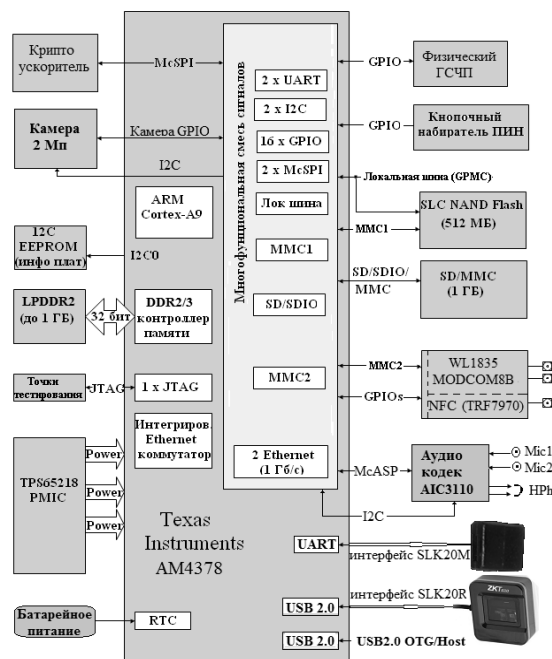 Крипто
ускоритель
McSPI
Камера
2 Мп
Камера GPIO
I2C
ARM
Cortex-A9
I2C
EEPROM
(инфо плат)
I2C0
LPDDR2
(до 1 ГБ)
32 бит
DDR2/3
контроллер
памяти
Точки
тестирования
JTAG
1 x JTAG
Интегриров.
Ethernet
коммутатор
TPS65218
PMIC
Power
Power
Power
Texas
Instruments
AM4378
Батарейное
питание
RTC
Многофункциональная смесь сигналов
2 x UART
2 x I2C
16 x GPIO
2 x McSPI
Лок шина
MMC1
SD/SDIO
MMC2
2 Ethernet
(1 Гб/с)
UART
USB 2.0
USB 2.0
GPIO
Физический
ГСЧП
GPIO
Кнопочный
набиратель ПИН
Локальная шина (GPMC)
SLC NAND Flash
(512 МБ)
MMC1
SD/SDIO/
MMC
SD/MMC
(1 ГБ)
MMC2
WL1835
MODCOM8B
GPIOs
NFC (TRF7970)
McASP
Аудио
кодек
AIC3110
Mic1
Mic2
HPh
I2C
интерфейс SLK20M
интерфейс SLK20R
ZKT
USB2.0 OTG/Host